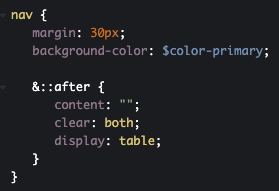 nav {
margin: 30px;
background-color: $color-primary;
&::after {
content: "";
clear: both;
display: table;
}
}